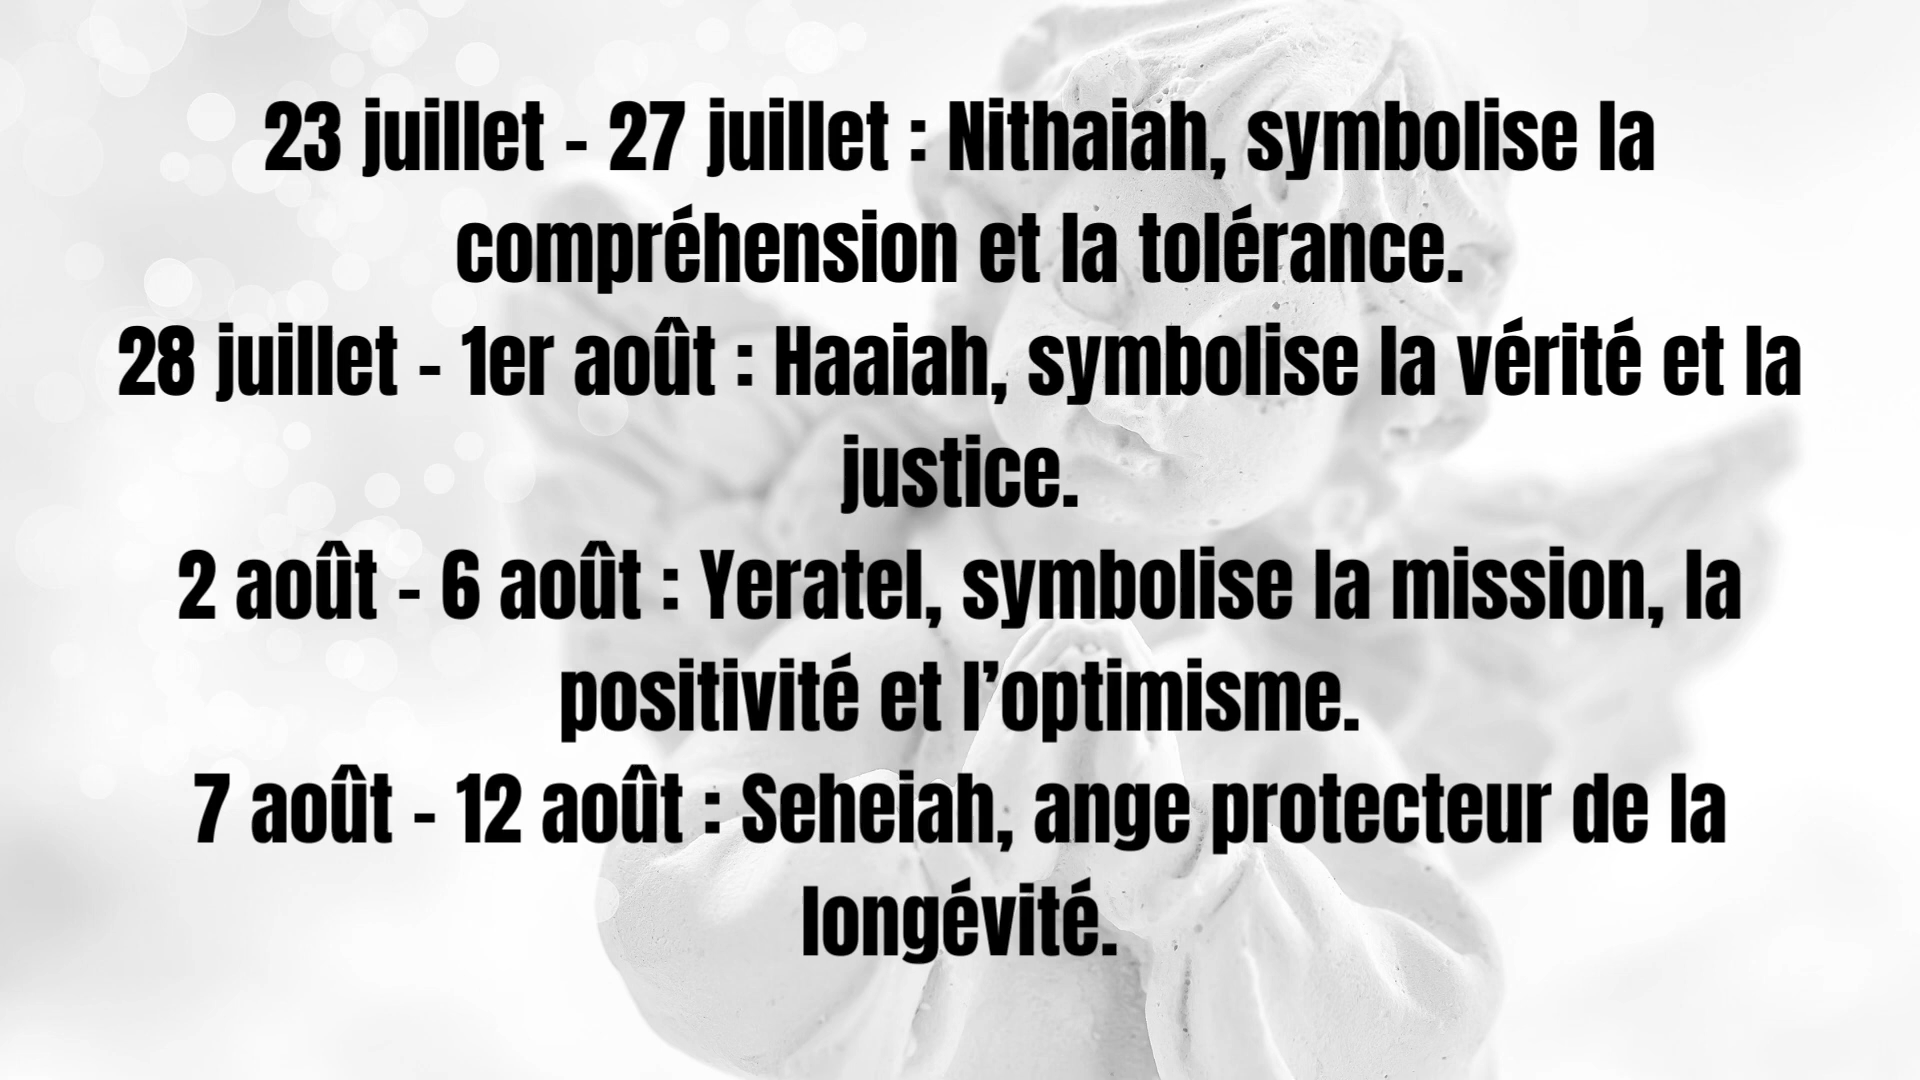 23 juillet - 27 juillet : Nithaiah, symbolise la
compréhension et la tolérance.
28 juillet - 1er août : Haaiah, symbolise la vérité et la
justice.
2 août - 6 août : Yeratel, symbolise la mission, la
positivité et l’optimisme.
7 août - 12 août : Seheiah, ange protecteur de la
longévité.